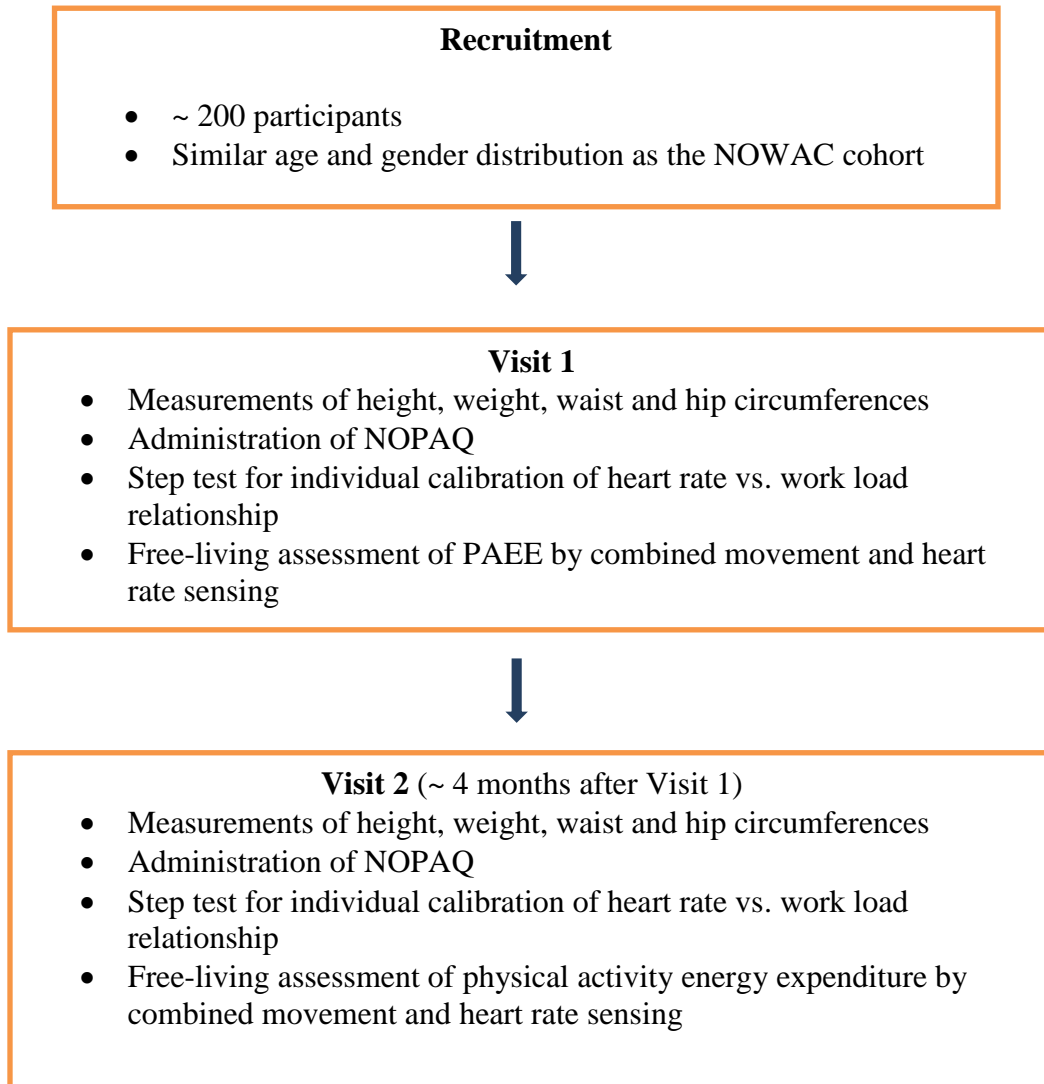 Recruitment
• ~ 200 participants
• Similar age and gender distribution as the NOWAC cohort
Visit 1
• Measurements of height, weight, waist and hip circumferences
• Administration of NOPAQ
• Step test for individual calibration of heart rate vs. work load
relationship
• Free-living assessment of PAEE by combined movement and heart
rate sensing
Visit 2 (~ 4 months after Visit 1)
• Measurements of height, weight, waist and hip circumferences
• Administration of NOPAQ
• Step test for individual calibration of heart rate vs. work load
relationship
• Free-living assessment of physical activity energy expenditure by
combined movement and heart rate sensing